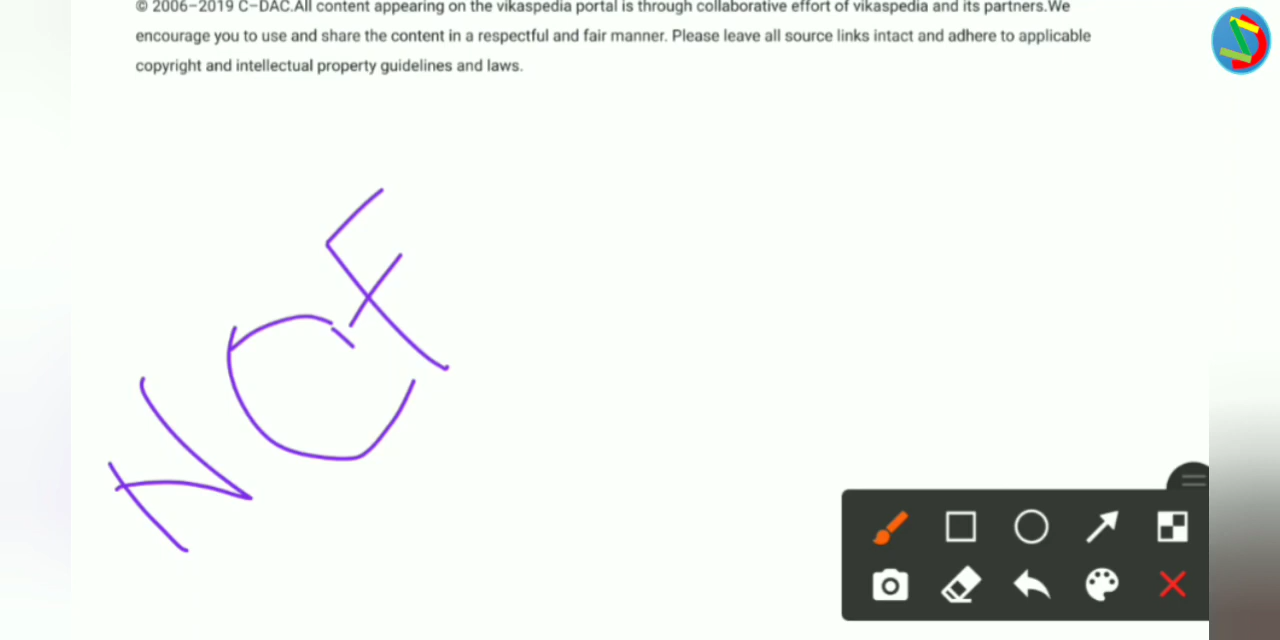 © 2006-2019 C-DAC.All content appearing on the vikaspedia portal is through collaborative effort of vikaspedia and its partners.We
encourage you to use and share the content in a respectful and fair manner. Please leave all source links intact and adhere to applicable
copyright and intellectual property guidelines and laws.
NCF